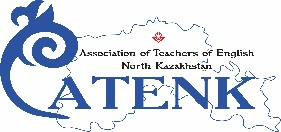 Association of Teachers of English
North Kazakhstan
ATENK